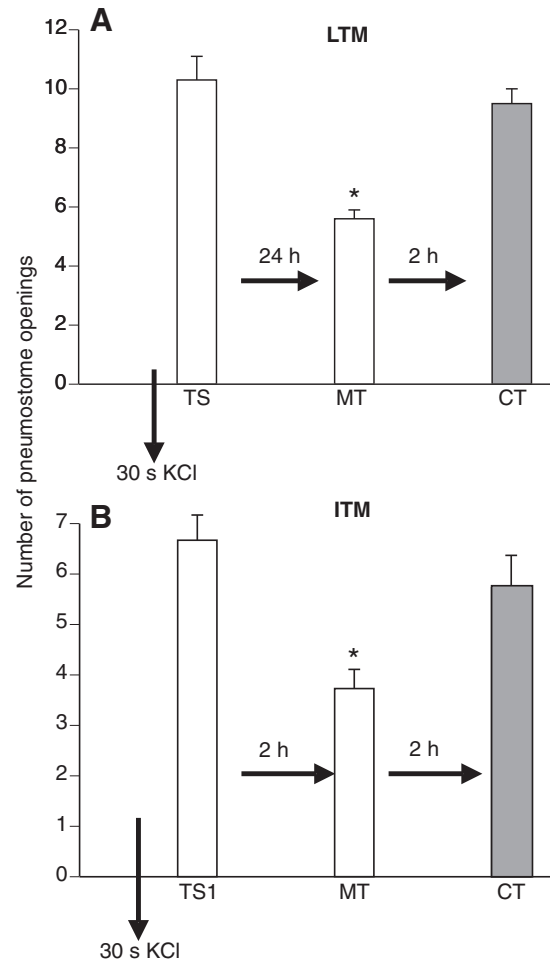 A
LTM
12
10
8
6
4
2
0
*
24 h
2 h
TS
MT
CT
30 s KCl
Number of pneumostome openings
B
ITM
7
6
5
4
3
2
1
0
*
2 h
2 h
TS1
MT
CT
30 s KCl